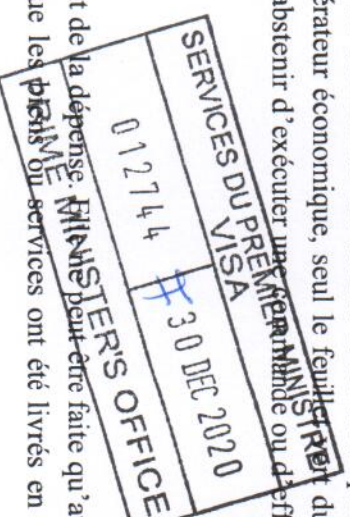 érateur économique, seul le feuillet vert du
abstenir d'exécuter une commande ou d'eff
SERVICES DU PREMIER MINISTRE
VISA
012744 30 DEC 2020
PRIME MINISTER'S OFFICE
t de la dépense. Elle ne peut être faite qu'a
ue les biens ou services ont été livrés en